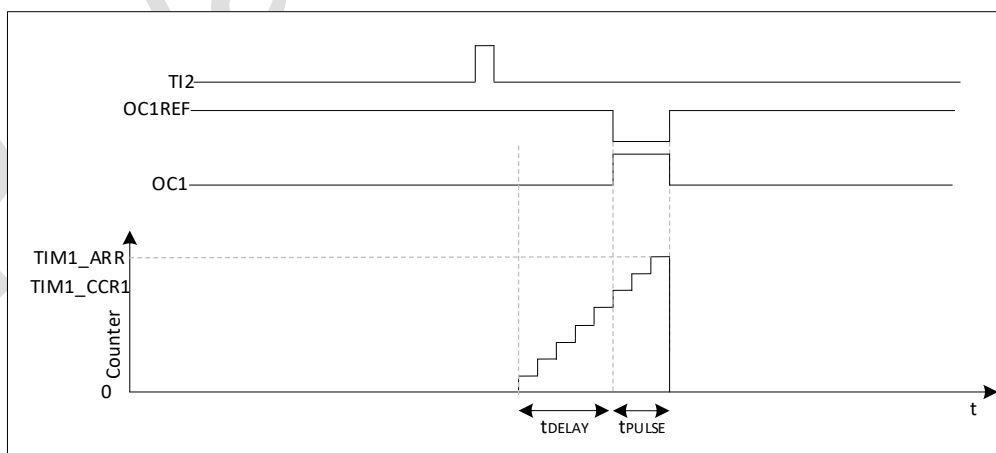 TI2
OC1REF
OC1
TIM1_ARR
TIM1_CCR1
Counter
0
t
tDELAY
tPULSE